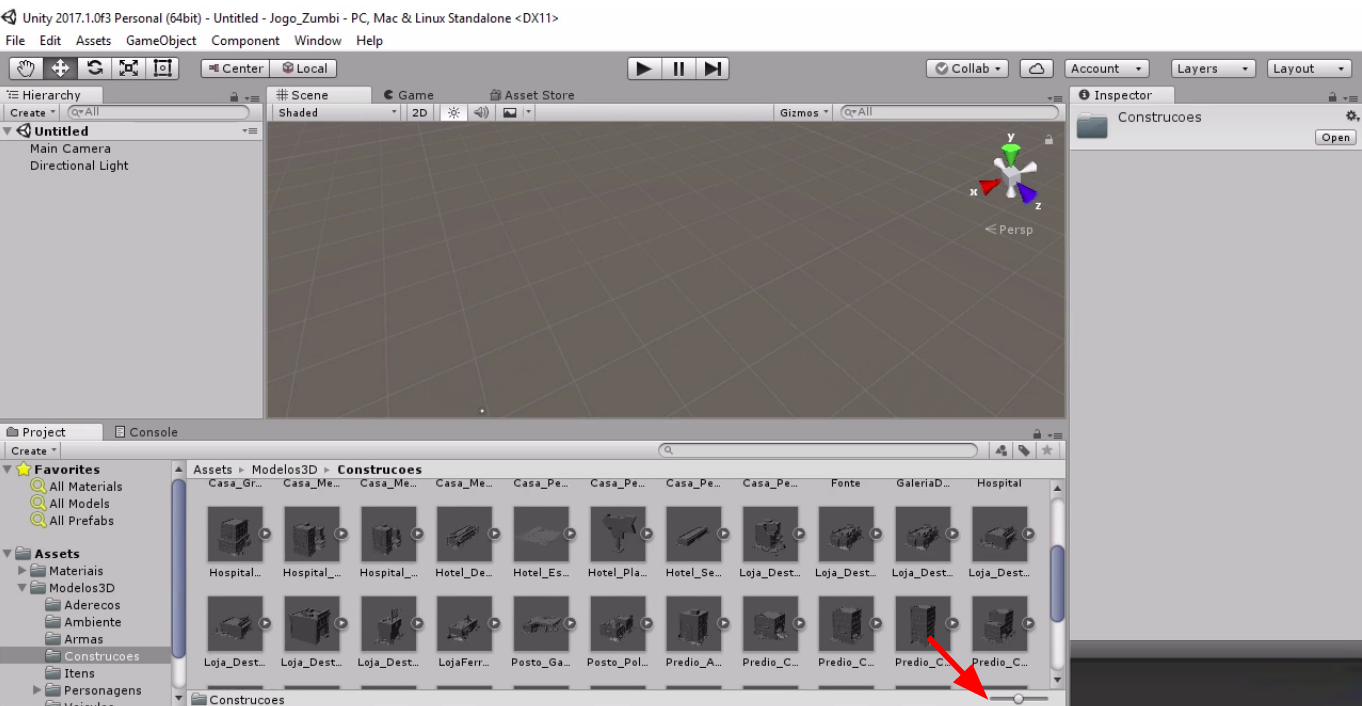 Unity 2017.1.0f3 Personal (64bit) - Untitled - Jogo_Zumbi - PC, Mac & Linux Standalone <DX11>
File Edit Assets GameObject Component Window Help
Center Local Collab Account Layers Layout
Hierarchy Scene Game Asset Store Inspector
Create All Shaded 2D Gizmos All Construcoes
Untitled
Open
Main Camera
Directional Light
y
x
z
Persp
Project Console
Create
Favorites Assets Modelos3D Construcoes
All Materials
All Models
All Prefabs
Assets
Materiais
Modelos3D
Aderecos
Ambiente
Armas
Construcoes
Itens
Personagens
Casa_Gr... Casa_Me... Casa_Me... Casa_Me... Casa_Pe... Casa_Pe... Casa_Pe... Casa_Pe... Fonte GaleriaD... Hospital
Hospital... Hospital_... Hospital_... Hotel_De... Hotel_Es... Hotel_Pla... Hotel_Se... Loja_Dest... Loja_Dest... Loja_Dest... Loja_Dest...
Loja_Dest... Loja_Dest... Loja_Dest... LojaFerr... Posto_Ga... Posto_Pol... Predio_A... Predio_C... Predio_C... Predio_C... Predio_C...
Construcoes